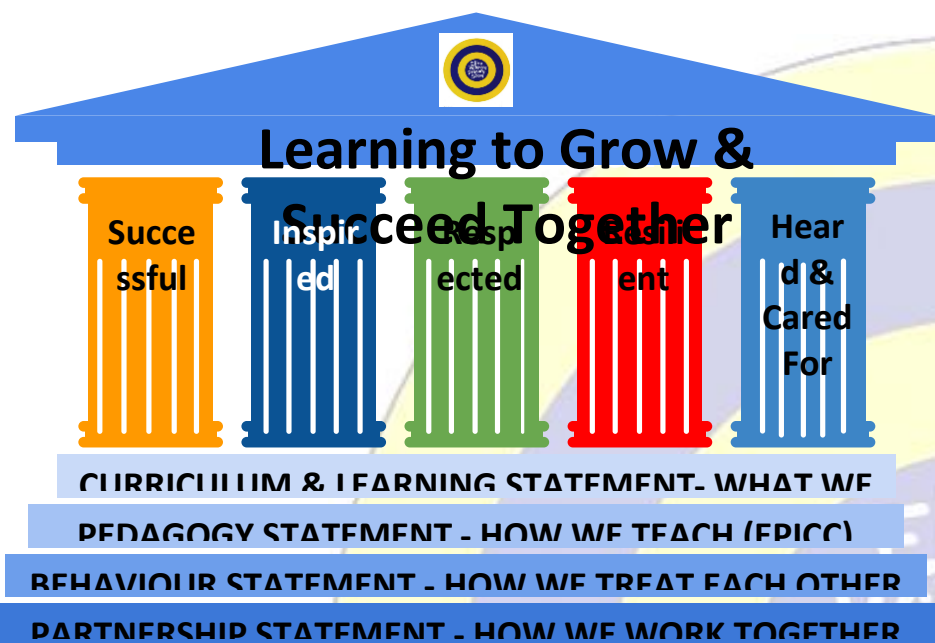 Learning to Grow &
Succeed Together
Succe
ssful
Inspir
ed
Resp
ected
Resili
ent
Hear
d &
Cared
For
CURRICULUM & LEARNING STATEMENT- WHAT WE
PEDAGOGY STATEMENT - HOW WE TEACH (EPICC)
BEHAVIOUR STATEMENT - HOW WE TREAT EACH OTHER
PARTNERSHIP STATEMENT - HOW WE WORK TOGETHER